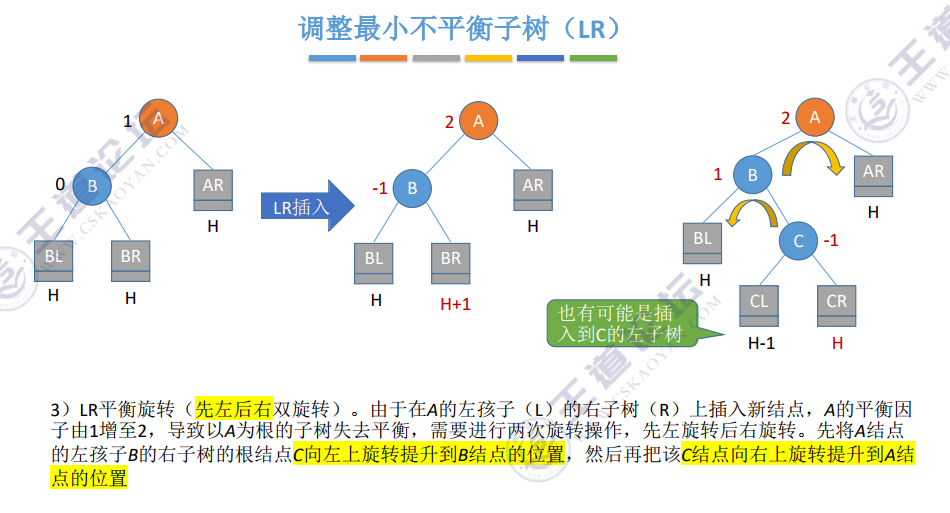 调整最小不平衡子树（LR）
1 A
0 B
AR
H
BL
BR
H
H
LR插入
2 A
-1 B
AR
H
BL
BR
H
H+1
2 A
1 B
AR
H
BL
C -1
H
CL
CR
H-1
H
也有可能是插
入到C的左子树
3）LR平衡旋转（先左后右双旋转）。由于在A的左孩子（L）的右子树（R）上插入新结点，A的平衡因
子由1增至2，导致以A为根的子树失去平衡，需要进行两次旋转操作，先左旋转后右旋转。先将A结点
的左孩子B的右子树的根结点C向左上旋转提升到B结点的位置，然后再把该C结点向右上旋转提升到A结
点的位置
王道论坛
WWW.CSKAOYAN.COM